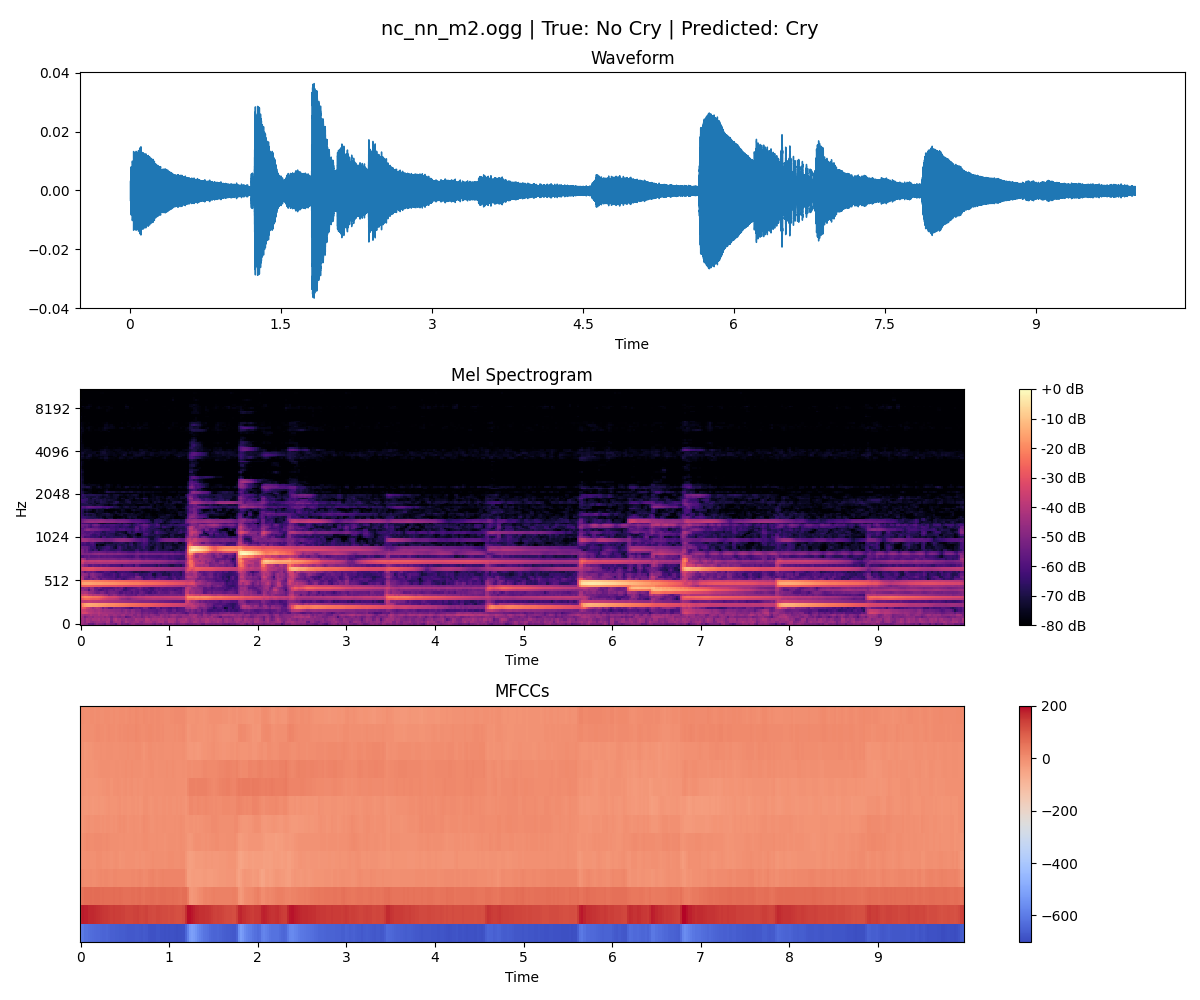 nc_nn_m2.ogg | True: No Cry | Predicted: Cry
Waveform
0.04
0.02
0.00
−0.02
−0.04
0 1.5 3 4.5 6 7.5 9
Time
Mel Spectrogram
8192
4096
2048
1024
512
0
Hz
0 1 2 3 4 5 6 7 8 9
Time
+0 dB
-10 dB
-20 dB
-30 dB
-40 dB
-50 dB
-60 dB
-70 dB
-80 dB
MFCCs
0 1 2 3 4 5 6 7 8 9
Time
200
0
−200
−400
−600